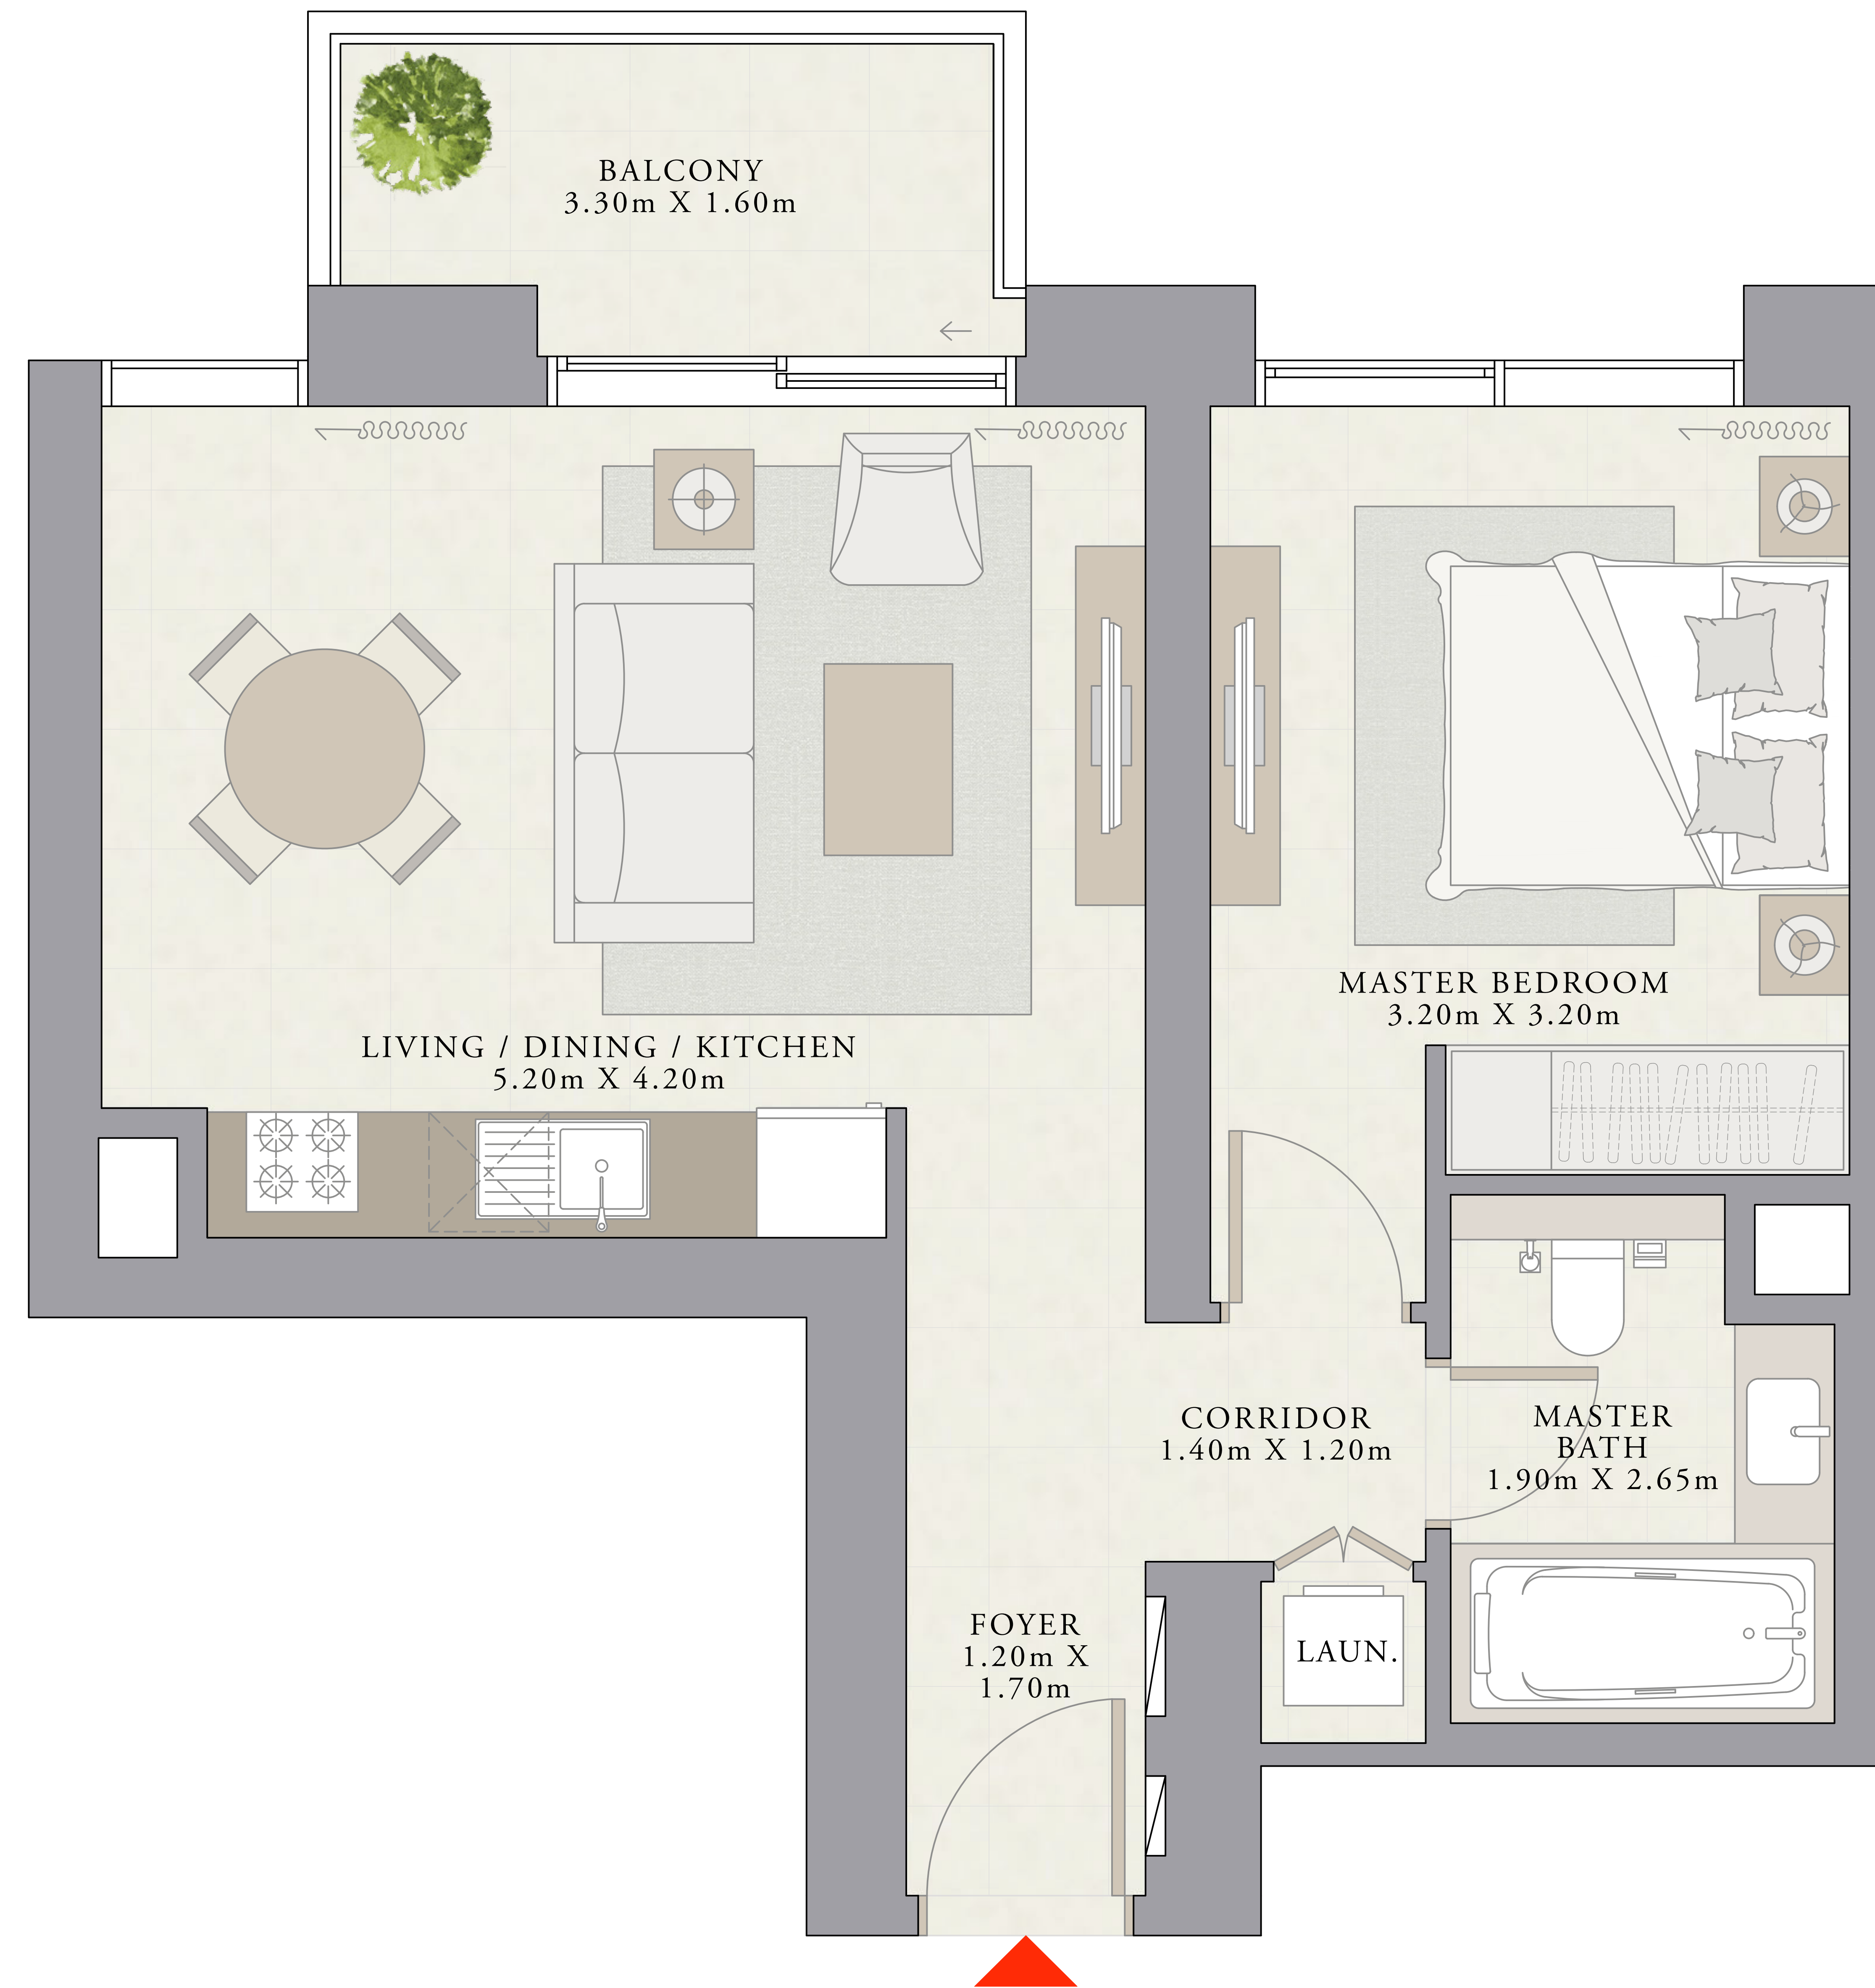 BALCONY
3.30m X 1.60m
MASTER BEDROOM
3.20m X 3.20m
LIVING / DINING / KITCHEN
5.20m X 4.20m
CORRIDOR
1.40m X 1.20m
MASTER
BATH
1.90m X 2.65m
FOYER
1.20m X
1.70m
LAUN.